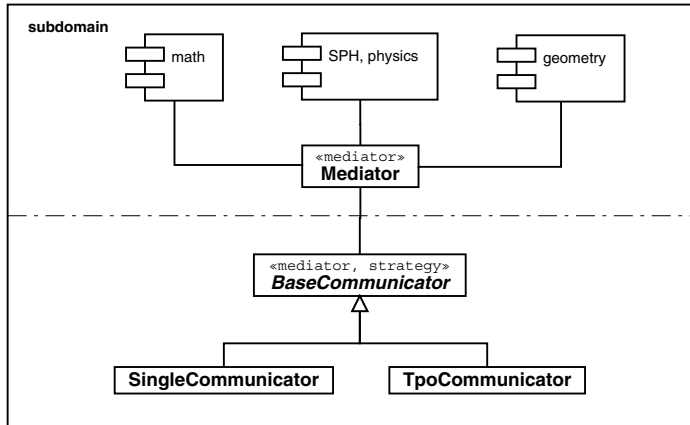 subdomain
math
SPH, physics
geometry
«mediator»
Mediator
«mediator, strategy»
BaseCommunicator
SingleCommunicator
TpoCommunicator